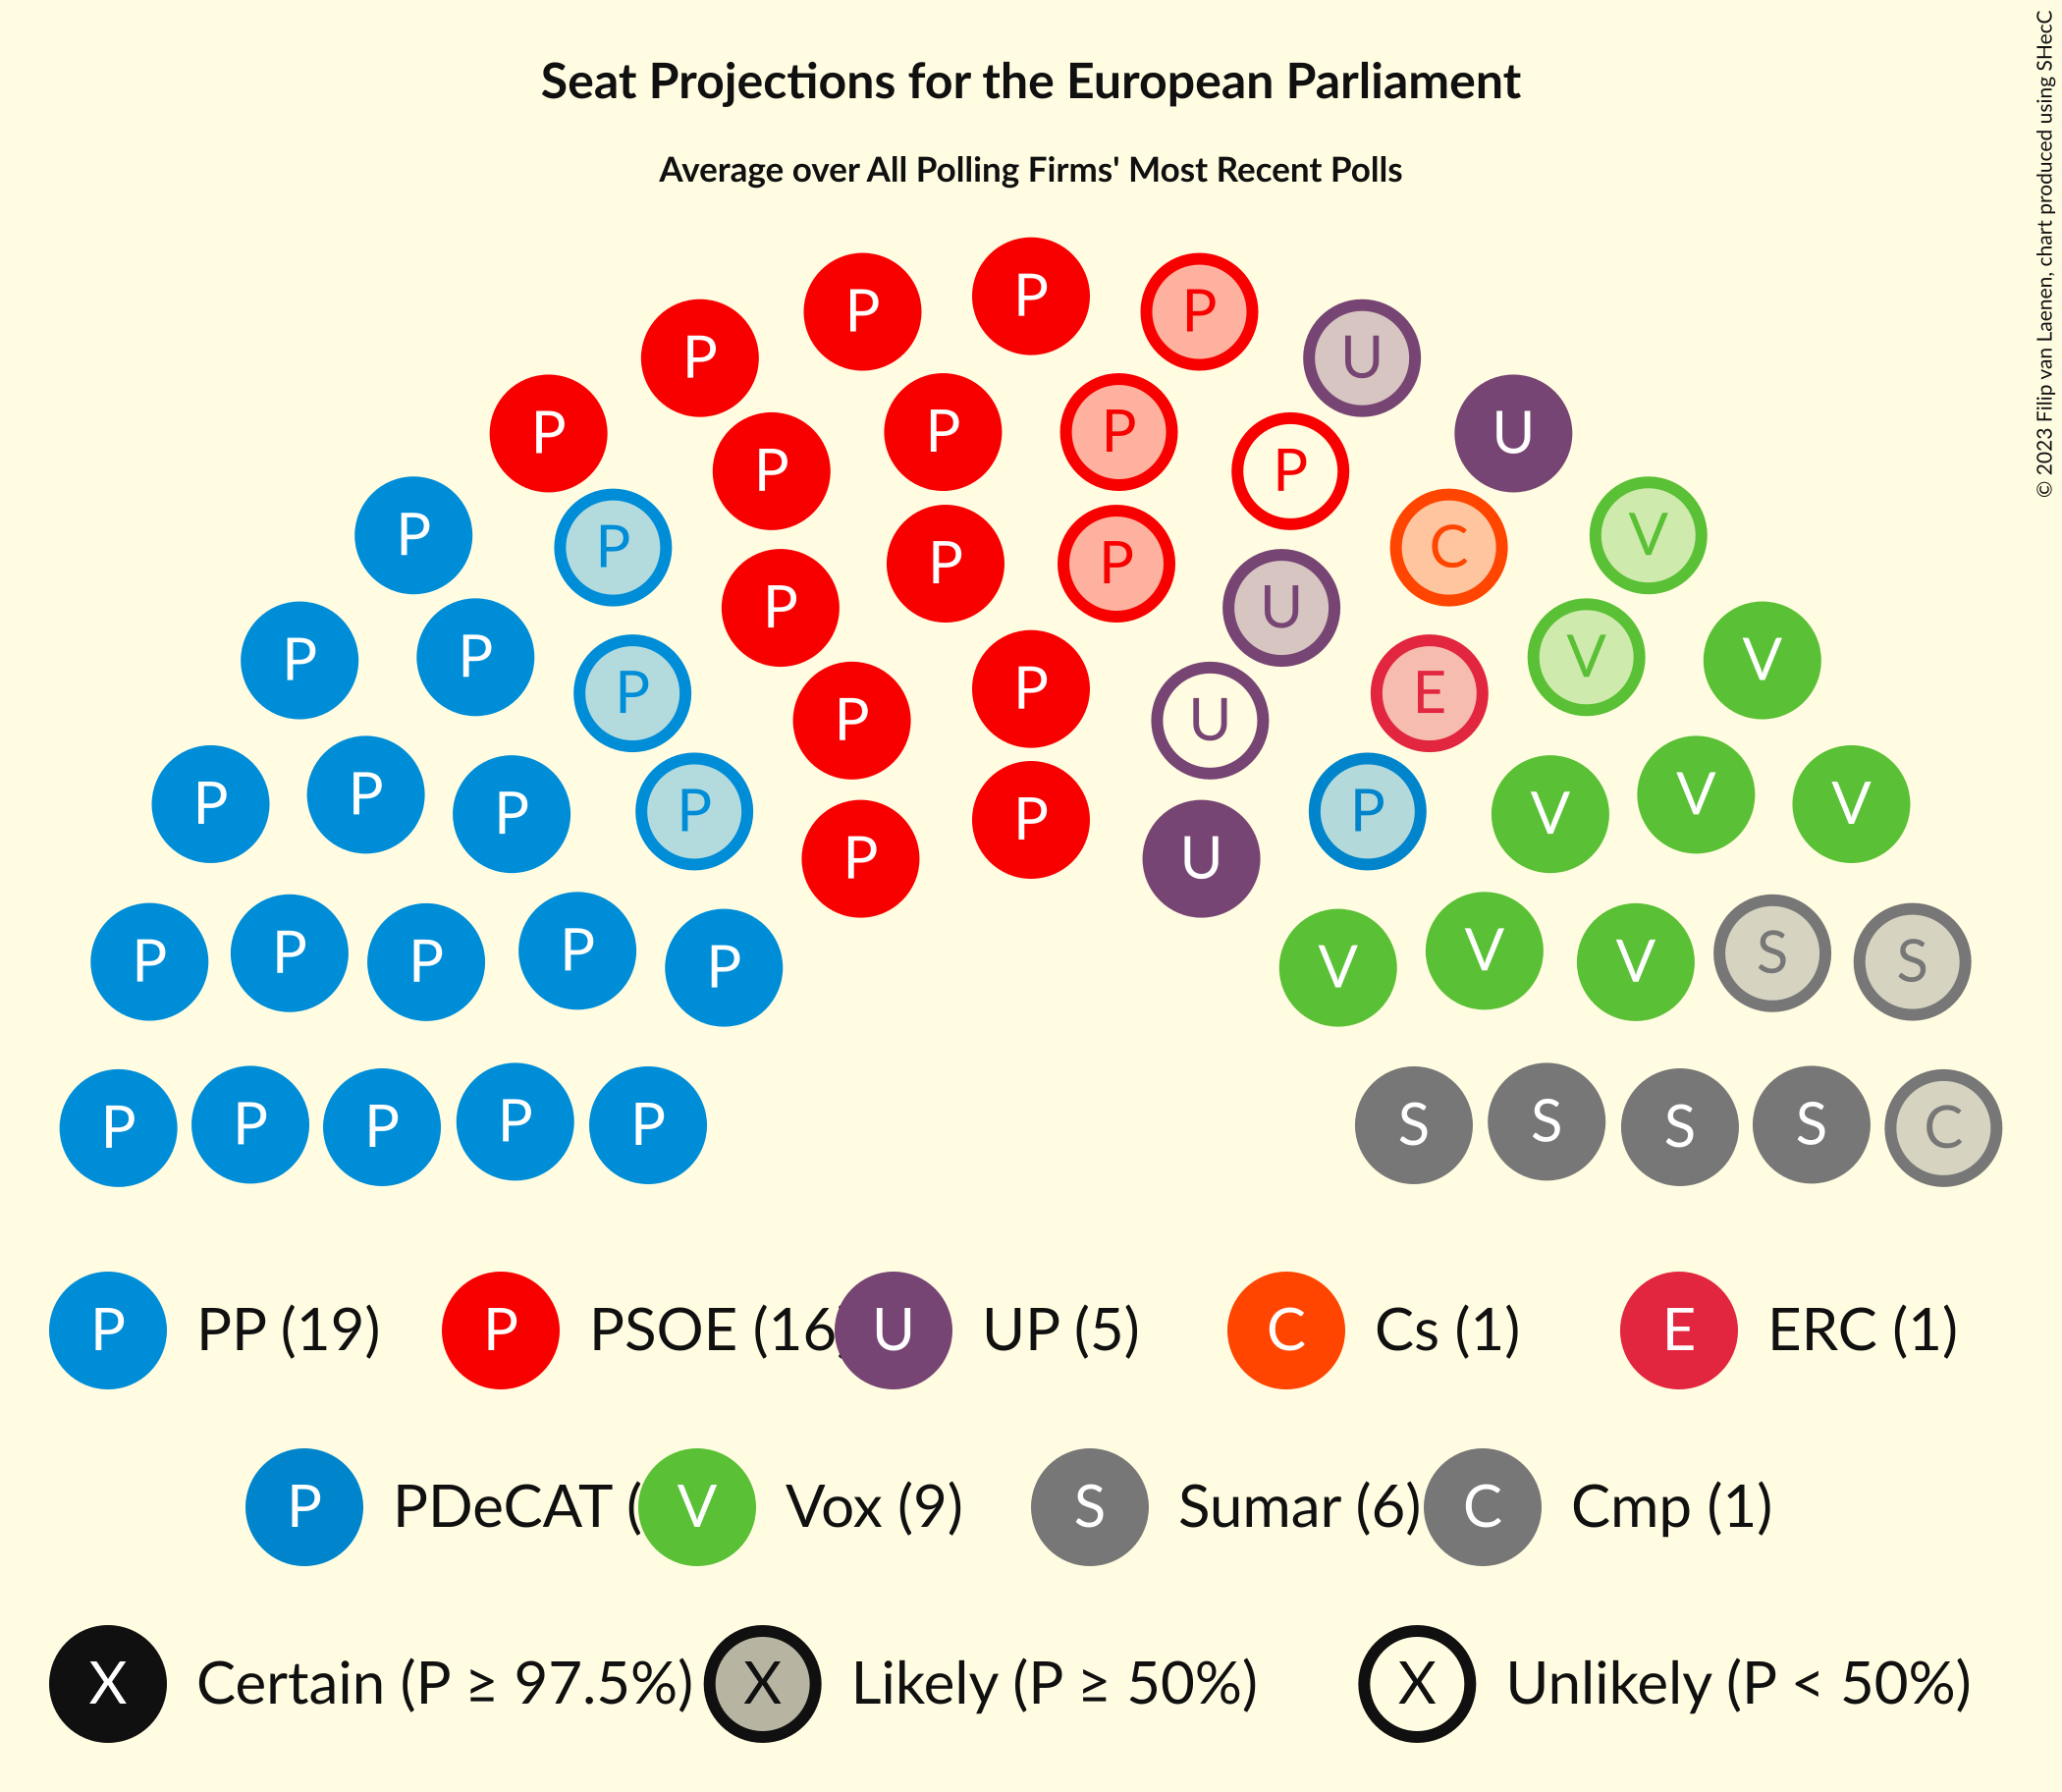 Seat Projections for the European Parliament
Average over All Polling Firms' Most Recent Polls
© 2023 Filip van Laenen, chart produced using SHecC
P
P P
P U
P P P U
P P
P P C V
P P
P U
P P V V
P P E
P U
P P P P P P V V V
P U
P P P P P V V V S S
P P P P P S S S S C
P PP (19) P PSOE (16 U UP (5) C Cs (1) E ERC (1)
P PDeCAT ( V Vox (9) S Sumar (6) C Cmp (1)
X Certain (P ≥ 97.5%) X Likely (P ≥ 50%) X Unlikely (P < 50%)